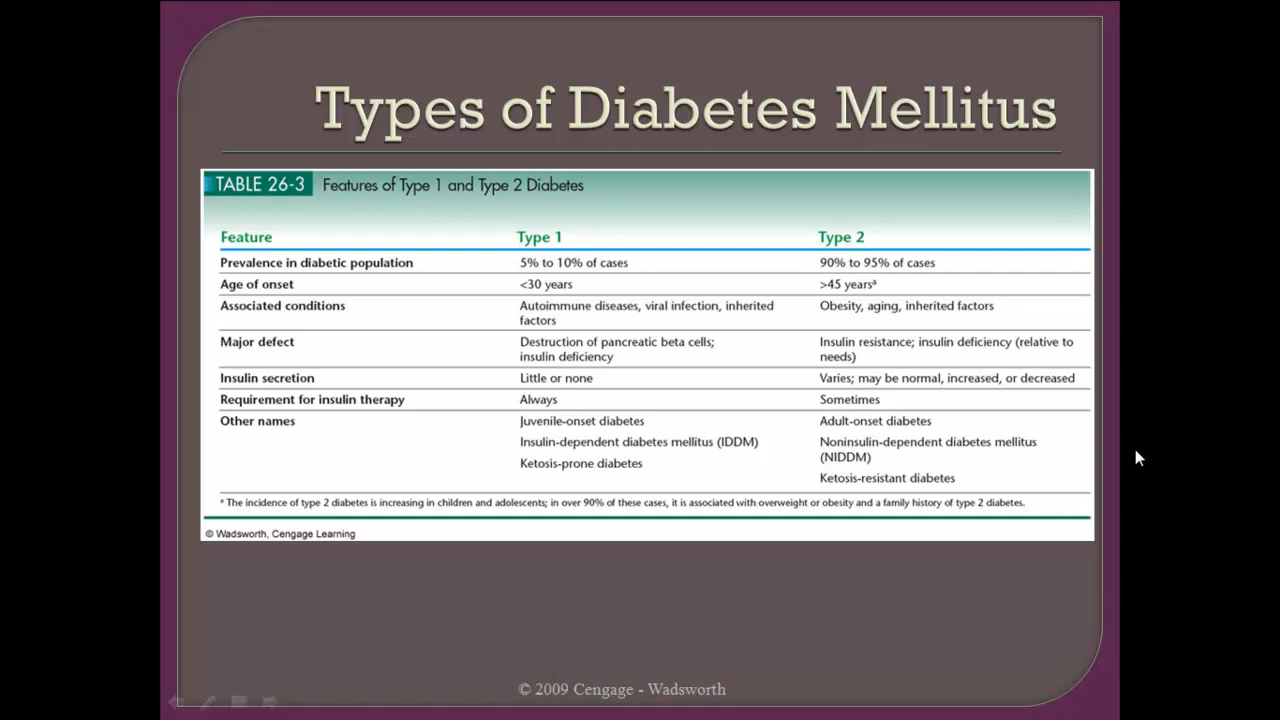 Types of Diabetes Mellitus
TABLE 26-3 Features of Type 1 and Type 2 Diabetes
Feature Type 1 Type 2
Prevalence in diabetic population 5% to 10% of cases 90% to 95% of cases
Age of onset <30 years >45 yearsᵃ
Associated conditions Autoimmune diseases, viral infection, inherited Obesity, aging, inherited factors
factors
Major defect Destruction of pancreatic beta cells; Insulin resistance; insulin deficiency (relative to
insulin deficiency needs)
Insulin secretion Little or none Varies; may be normal, increased, or decreased
Requirement for insulin therapy Always Sometimes
Other names Juvenile-onset diabetes Adult-onset diabetes
Insulin-dependent diabetes mellitus (IDDM) Noninsulin-dependent diabetes mellitus
(NIDDM)
Ketosis-prone diabetes
Ketosis-resistant diabetes
ᵃ The incidence of type 2 diabetes is increasing in children and adolescents; in over 90% of these cases, it is associated with overweight or obesity and a family history of type 2 diabetes.
© Wadsworth, Cengage Learning
© 2009 Cengage - Wadsworth